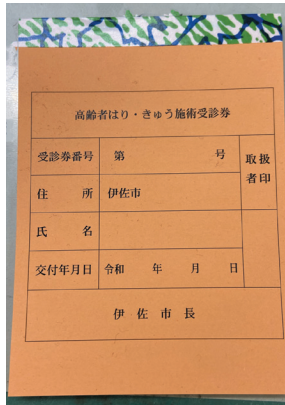 高齢者はり・きゅう施術受診券
受診券番号 第 号 取扱者印
住 所 伊佐市
氏 名
交付年月日 令和 年 月 日
伊佐市長